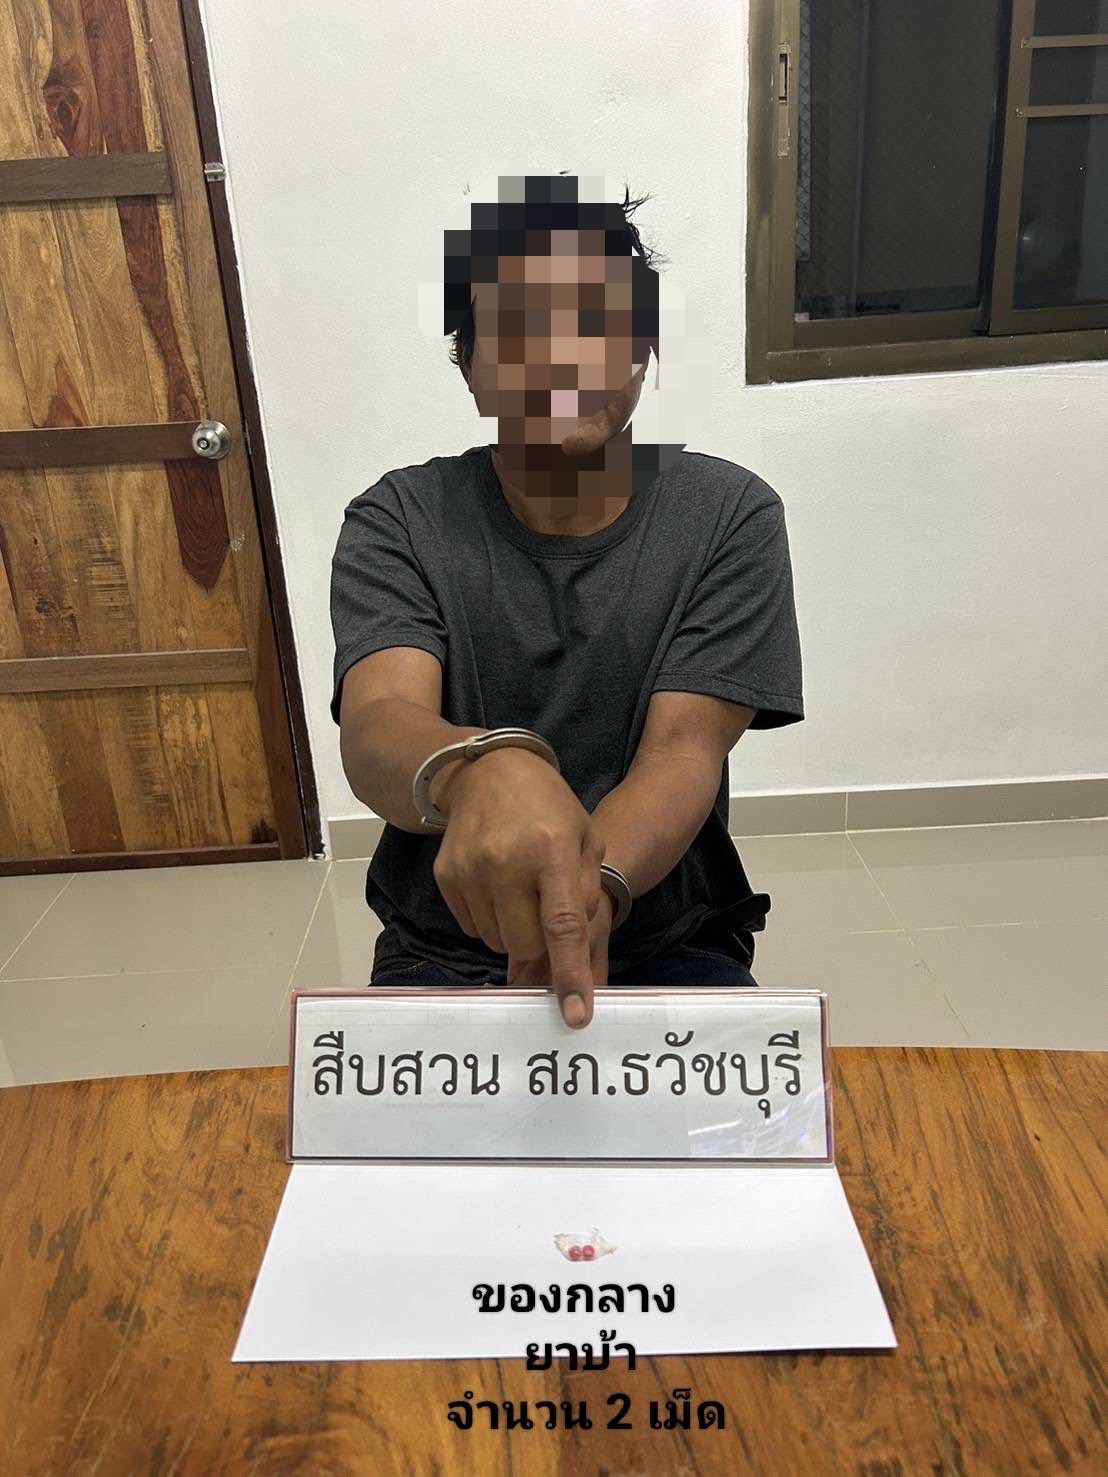 สืบสวน สภ.ธวัชบุรี
ของกลาง
ยาบ้า
จำนวน 2 เม็ด